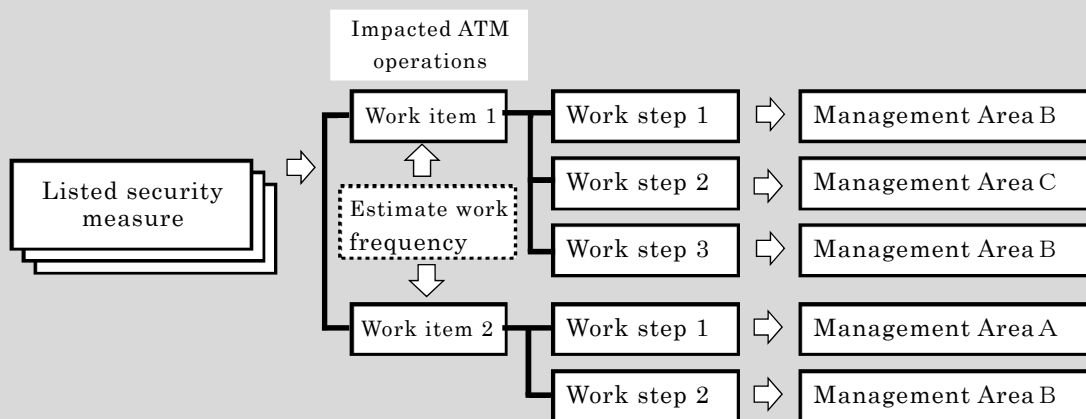 Impacted ATM
operations
Work item 1
Work step 1
Management Area B
Listed security
measure
Work step 2
Management Area C
Estimate work
frequency
Work step 3
Management Area B
Work item 2
Work step 1
Management Area A
Work step 2
Management Area B